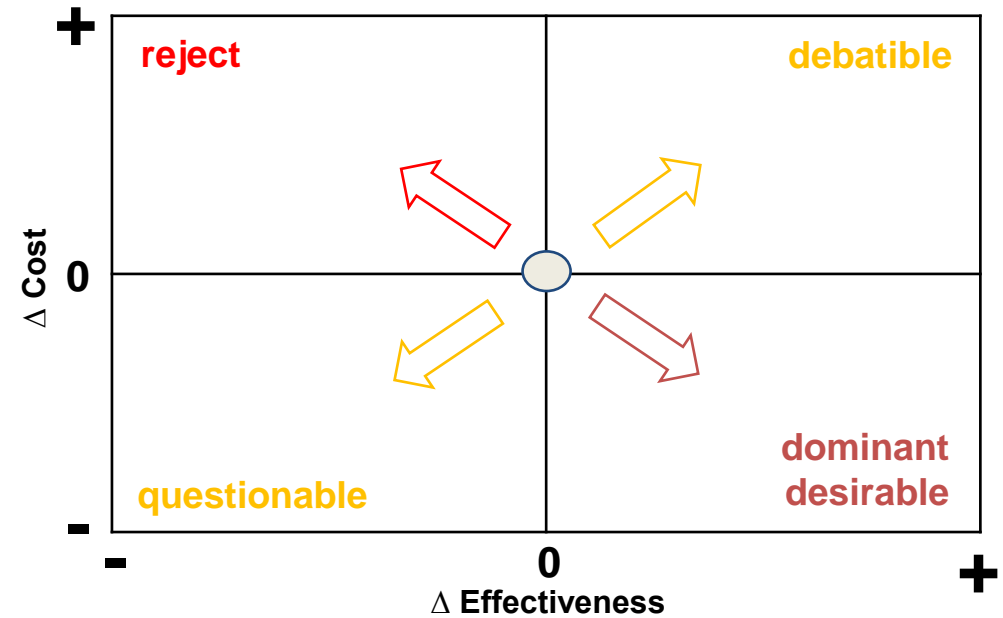 +
reject
debatible
Δ Cost
0
questionable
dominant
desirable
-
-
0
+
Δ Effectiveness